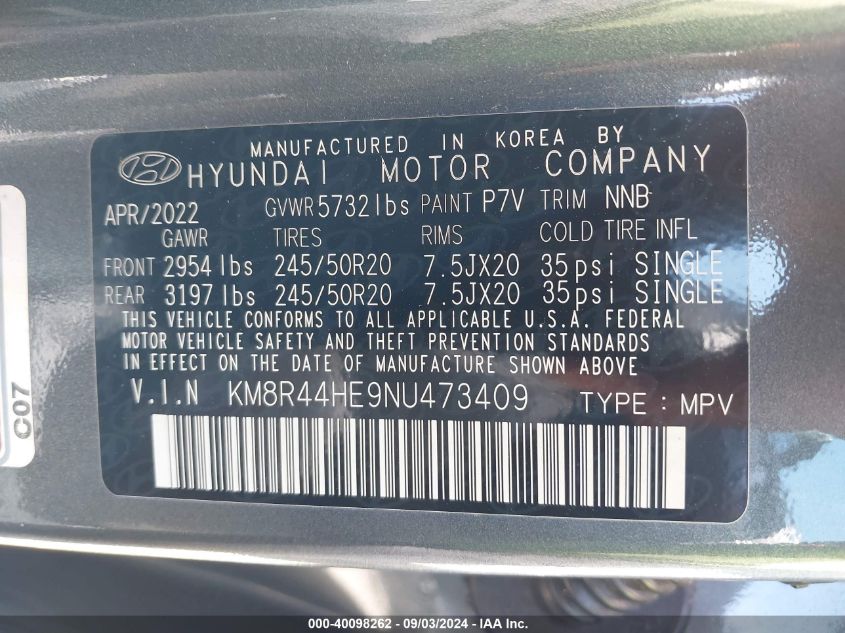 MANUFACTURED IN KOREA BY
HYUNDAI MOTOR COMPANY
APR/2022 GVWR 5732lbs PAINT P7V TRIM NNB
GAWR TIRES RIMS COLD TIRE INFL
FRONT 2954 lbs 245/50R20 7.5JX20 35psi SINGLE
REAR 3197 lbs 245/50R20 7.5JX20 35psi SINGLE
THIS VEHICLE CONFORMS TO ALL APPLICABLE U.S.A. FEDERAL
MOTOR VEHICLE SAFETY AND THEFT PREVENTION STANDARDS
IN EFFECT ON THE DATE OF MANUFACTURE SHOWN ABOVE
V.I.N KM8R44HE9NU473409 TYPE : MPV
C07
000-40098262 - 09/03/2024 - IAA Inc.